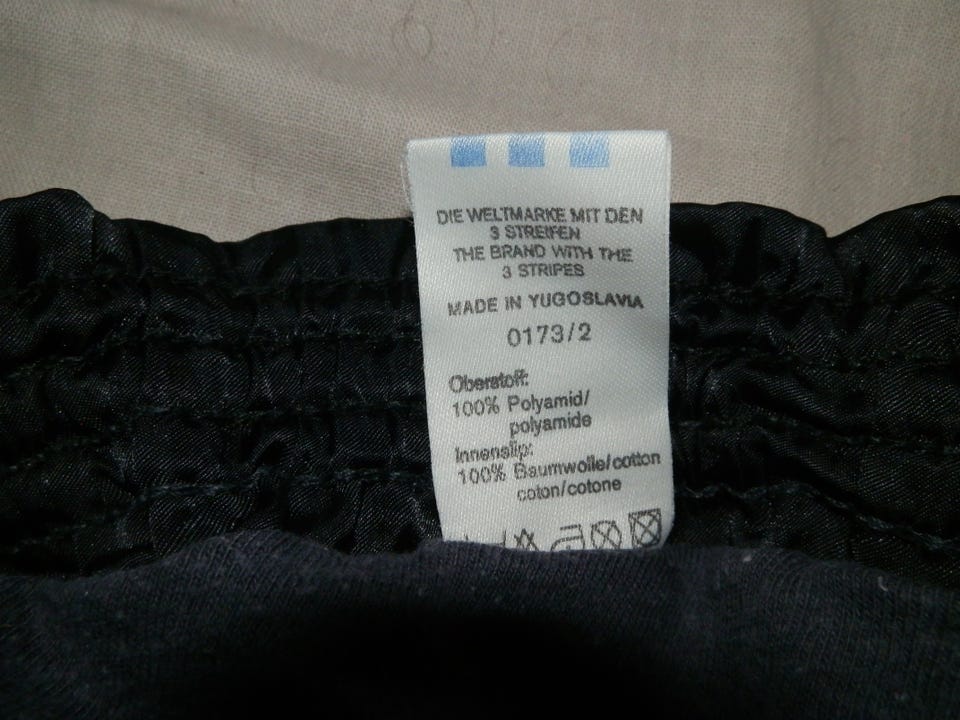 DIE WELTMARKE MIT DEN
3 STREIFEN
THE BRAND WITH THE
3 STRIPES
MADE IN YUGOSLAVIA
0173/2
Oberstoff:
100% Polyamid/
polyamide
Innenslip:
100% Baumwolle/cotton
coton/cotone